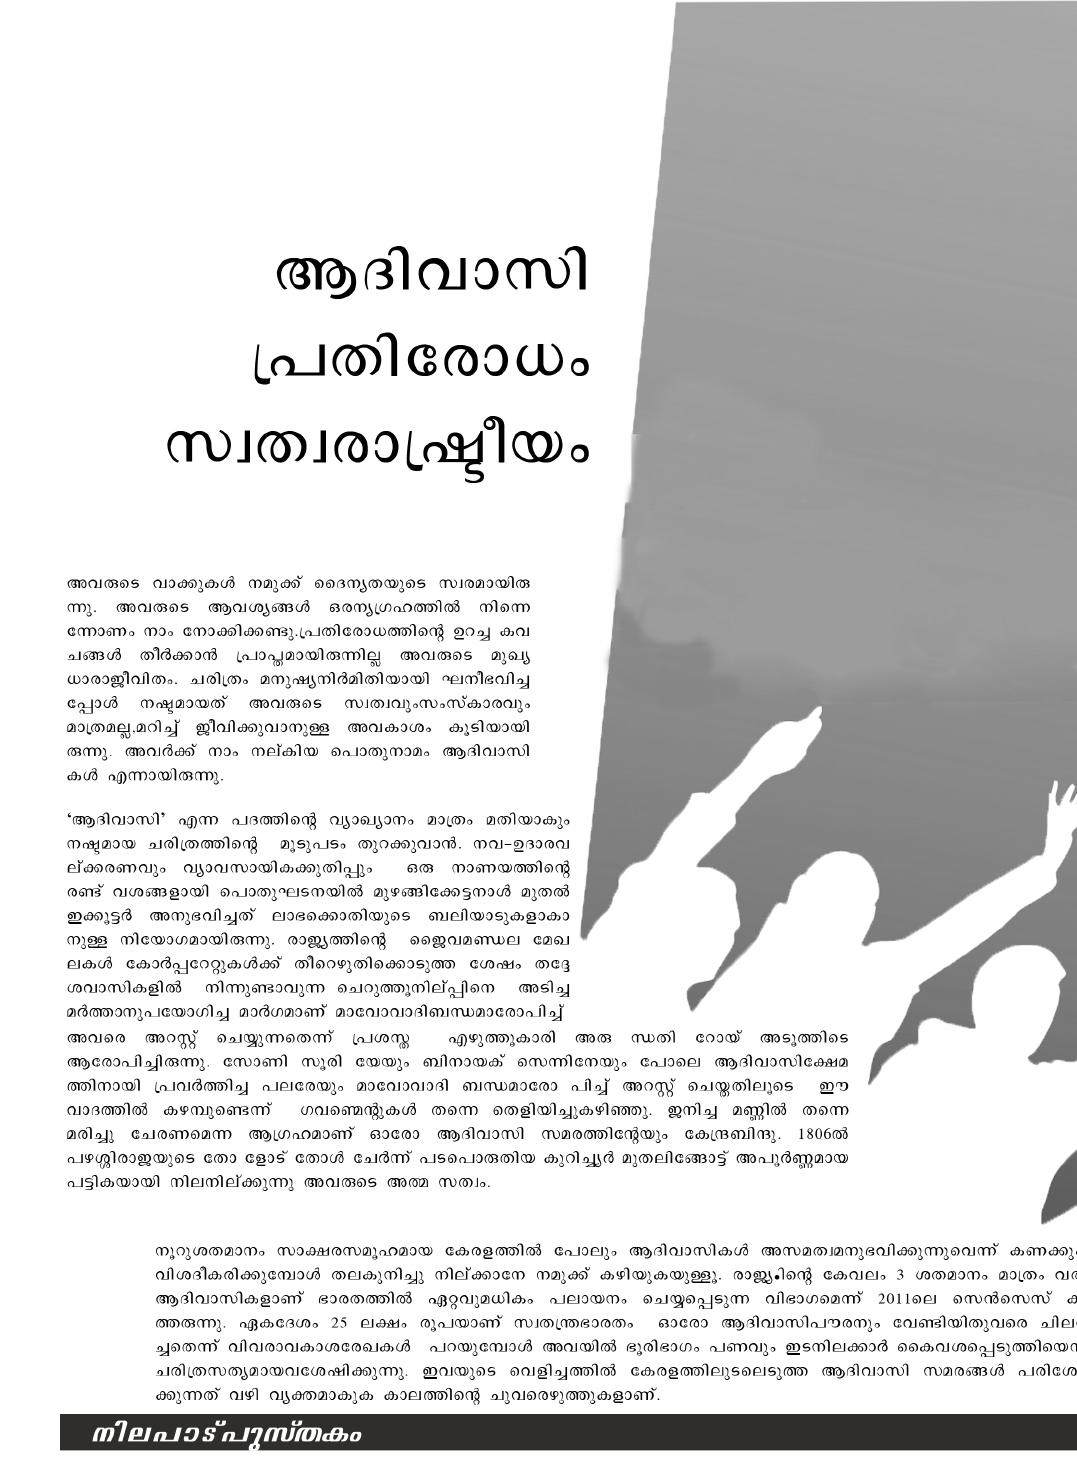 ആദിവാസി
പ്രതിരോധം
സ്വത്വരാഷ്ട്രീയം
അവരുടെ വാക്കുകൾ നമുക്ക് ദൈന്യതയുടെ സ്വരമായിരു
ന്നു. അവരുടെ ആവശ്യങ്ങൾ ഒരന്യഗ്രഹത്തിൽ നിന്നെ
ന്നോണം നാം നോക്കിക്കണ്ടു.പ്രതിരോധത്തിന്റെ ഉറച്ച കവ
ചങ്ങൾ തീർക്കാൻ പ്രാപ്തമായിരുന്നില്ല അവരുടെ മുഖ്യ
ധാരാജീവിതം. ചരിത്രം മനുഷ്യനിർമിതിയായി ഘനീഭവിച്ച
പ്പോൾ നഷ്ടമായത് അവരുടെ സ്വത്വവുംസംസ്കാരവും
മാത്രമല്ല,മറിച്ച് ജീവിക്കുവാനുള്ള അവകാശം കൂടിയായി
രുന്നു. അവർക്ക് നാം നല്കിയ പൊതുനാമം ആദിവാസി
കൾ എന്നായിരുന്നു.
‘ആദിവാസി’ എന്ന പദത്തിന്റെ വ്യാഖ്യാനം മാത്രം മതിയാകും
നഷ്ടമായ ചരിത്രത്തിന്റെ മൂടുപടം തുറക്കുവാൻ. നവ-ഉദാരവ
ല്ക്കരണവും വ്യാവസായികക്കുതിപ്പും ഒരു നാണയത്തിന്റെ
രണ്ട് വശങ്ങളായി പൊതുഘടനയിൽ മുഴങ്ങിക്കേട്ടനാൾ മുതൽ
ഇക്കൂട്ടർ അനുഭവിച്ചത് ലാഭക്കൊതിയുടെ ബലിയാടുകളാകാ
നുള്ള നിയോഗമായിരുന്നു. രാജ്യത്തിന്റെ ജൈവമണ്ഡല മേഖ
ലകൾ കോർപ്പറേറ്റുകൾക്ക് തീറെഴുതിക്കൊടുത്ത ശേഷം തദ്ദേ
ശവാസികളിൽ നിന്നുണ്ടാവുന്ന ചെറുത്തുനില്പ്പിനെ അടിച്ച
മർത്താനുപയോഗിച്ച മാർഗമാണ് മാവോവാദിബന്ധമാരോപിച്ച്
അവരെ അറസ്റ്റ് ചെയ്യുന്നതെന്ന് പ്രശസ്ത എഴുത്തുകാരി അരു ന്ധതി റോയ് അടുത്തിടെ
ആരോപിച്ചിരുന്നു. സോണി സൂരി യേയും ബിനായക് സെന്നിനേയും പോലെ ആദിവാസിക്ഷേമ
ത്തിനായി പ്രവർത്തിച്ച പലരേയും മാവോവാദി ബന്ധമാരോ പിച്ച് അറസ്റ്റ് ചെയ്തതിലൂടെ ഈ
വാദത്തിൽ കഴമ്പുണ്ടെന്ന് ഗവണ്മെന്റുകൾ തന്നെ തെളിയിച്ചുകഴിഞ്ഞു. ജനിച്ച മണ്ണിൽ തന്നെ
മരിച്ചു ചേരണമെന്ന ആഗ്രഹമാണ് ഓരോ ആദിവാസി സമരത്തിന്റേയും കേന്ദ്രബിന്ദു. 1806ൽ
പഴശ്ശിരാജയുടെ തോ ളോട് തോൾ ചേർന്ന് പടപൊരുതിയ കുറിച്ച്യർ മുതലിങ്ങോട്ട് അപൂർണ്ണമായ
പട്ടികയായി നിലനില്ക്കുന്നു അവരുടെ അത്മ സത്വം.
നൂറുശതമാനം സാക്ഷരസമൂഹമായ കേരളത്തിൽ പോലും ആദിവാസികൾ അസമത്വമനുഭവിക്കുന്നുവെന്ന്
വിശദീകരിക്കുമ്പോൾ തലകുനിച്ചു നില്ക്കാനേ നമുക്ക് കഴിയുകയുള്ളൂ. കേവലം 3 ശതമാനം മാത്രം
ആദിവാസികളാണ് ഭാരതത്തിൽ ഏറ്റവുമധികം പലായനം ചെയ്യപ്പെടുന്ന വിഭാഗമെന്ന് 2011ലെ സെൻസെസ്
ത്തരുന്നു. ഏകദേശം 25 ലക്ഷം രൂപയാണ് സ്വതന്ത്രഭാരതം ഓരോ ആദിവാസിപൗരനും വേണ്ടിയിതുവരെ
ച്ചതെന്ന് വിവരാവകാശരേഖകൾ പറയുമ്പോൾ അവയിൽ ഭൂരിഭാഗം പണവും ഇടനിലക്കാർ
ചരിത്രസത്യമായവശേഷിക്കുന്നു. ഇവയുടെ വെളിച്ചത്തിൽ കേരളത്തിലുടലെടുത്ത ആദിവാസി സമരങ്ങൾ
ക്കുന്നത് വഴി വ്യക്തമാകുക കാലത്തിന്റെ ചുവരെഴുത്തുകളാണ്.
നിലപാട്പുസ്തകം